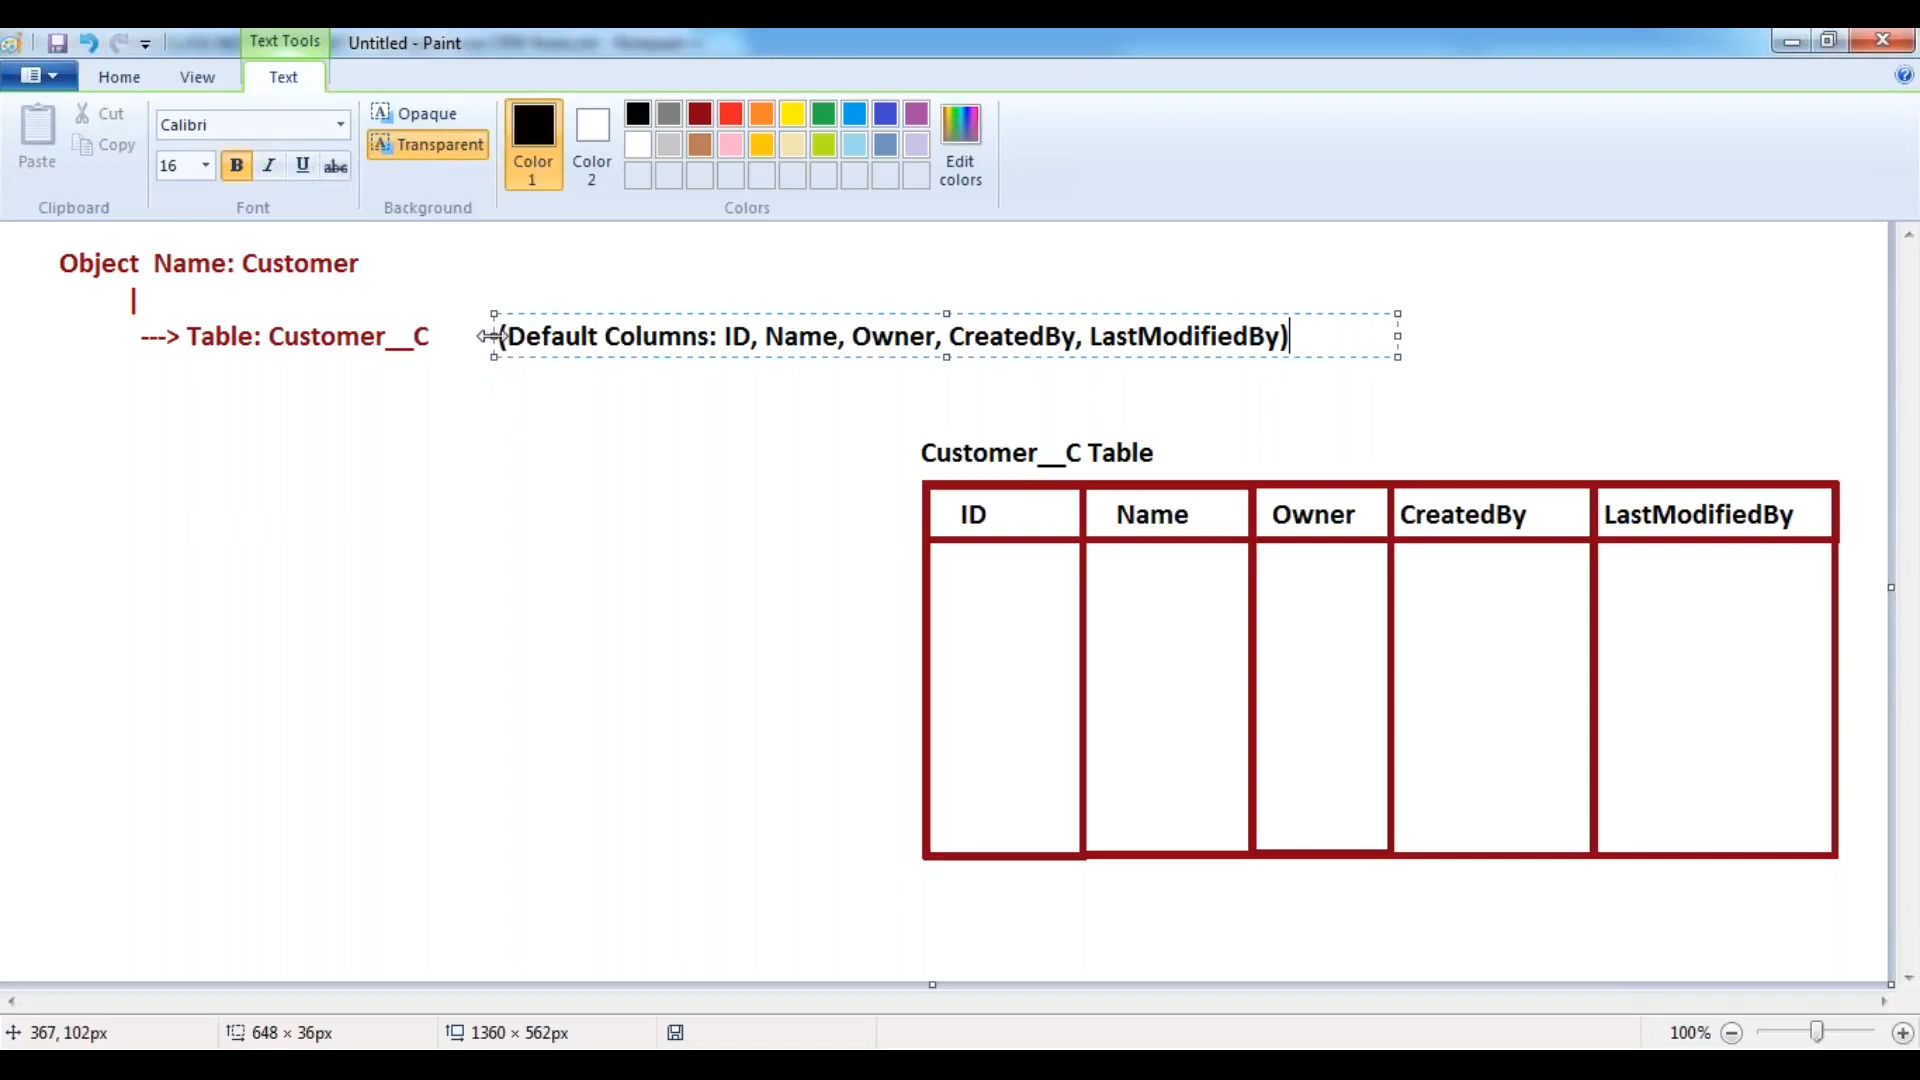 Text Tools
Untitled - Paint
Home
View
Text
Paste
Cut
Copy
Clipboard
Calibri
16
B
I
U
abc
Font
Opaque
Transparent
Background
Color
1
Color
2
Edit
colors
Colors
Object  Name: Customer
|
---> Table: Customer__C
(Default Columns: ID, Name, Owner, CreatedBy, LastModifiedBy)
Customer__C Table
ID
Name
Owner
CreatedBy
LastModifiedBy
367, 102px
648 × 36px
1360 × 562px
100%